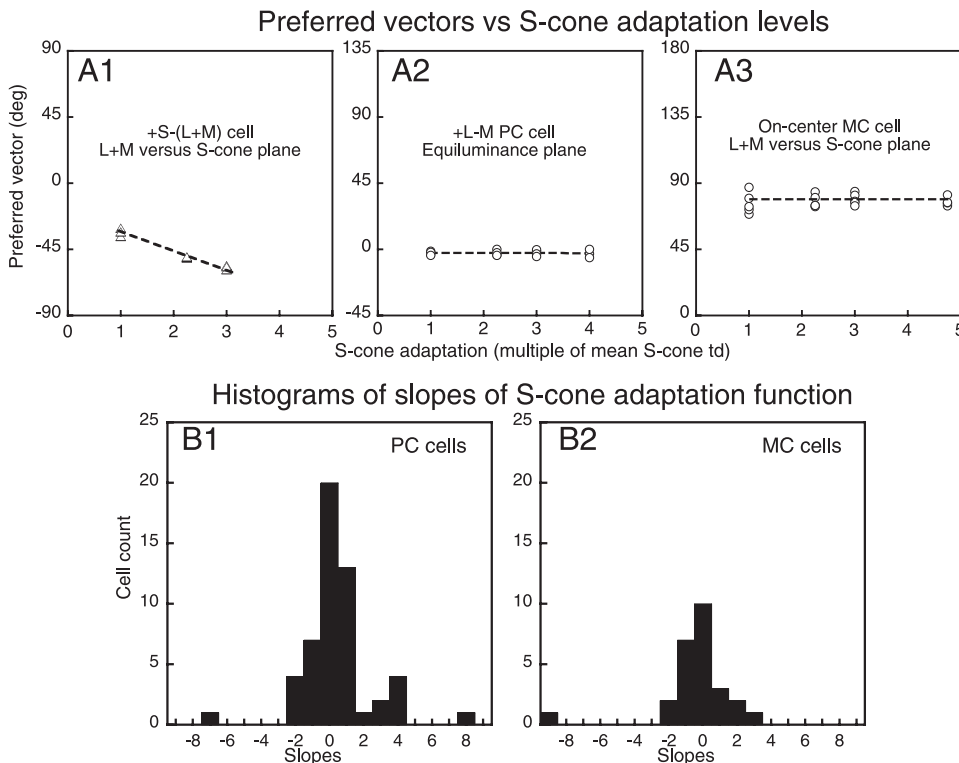 Preferred vectors vs S-cone adaptation levels
A1
+S-(L+M) cell
L+M versus S-cone plane
Preferred vector (deg)
90
45
0
-45
-90
0 1 2 3 4 5
A2
+L-M PC cell
Equiluminance plane
135
90
45
0
-45
0 1 2 3 4 5
A3
On-center MC cell
L+M versus S-cone plane
180
135
90
45
0
0 1 2 3 4 5
S-cone adaptation (multiple of mean S-cone td)
Histograms of slopes of S-cone adaptation function
B1
PC cells
Cell count
25
20
15
10
5
0
-8 -6 -4 -2 0 2 4 6 8
Slopes
B2
MC cells
25
20
15
10
5
0
-8 -6 -4 -2 0 2 4 6 8
Slopes